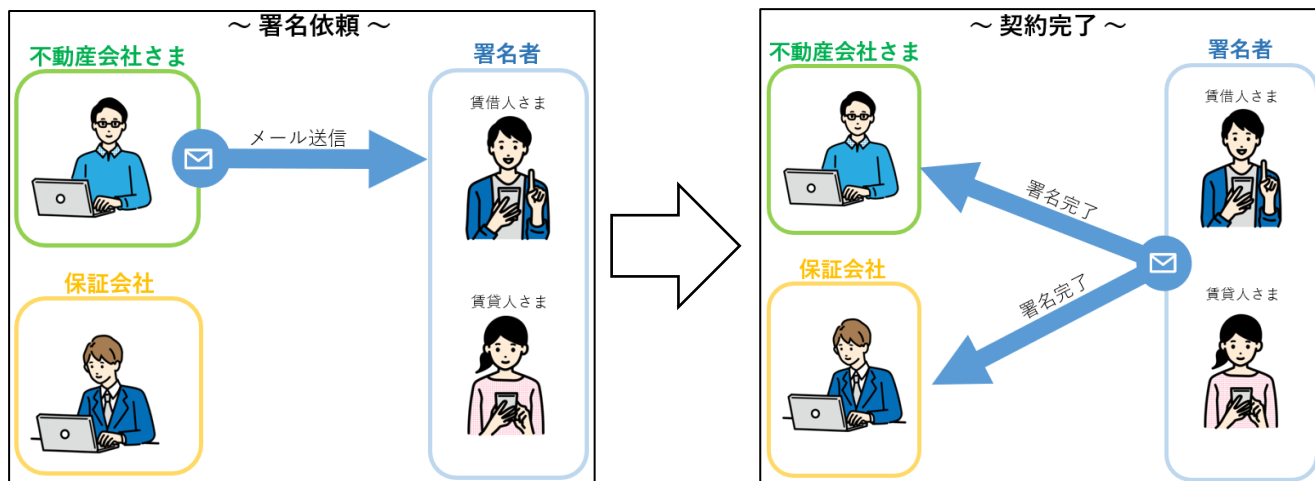 ～ 署名依頼 ～
不動産会社さま
署名者
賃借人さま
メール送信
保証会社
賃貸人さま
～ 契約完了 ～
不動産会社さま
署名者
賃借人さま
署名完了
保証会社
署名完了
賃貸人さま